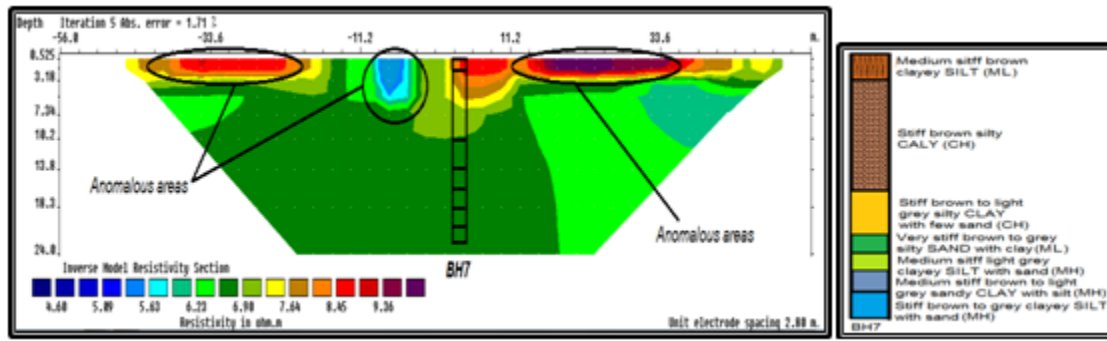 Depth Iteration 5 Abs. error = 1.71 %
-56.0 -33.6 -11.2 11.2 33.6 m.
0.525
3.18
7.34
10.2
13.8
18.3
24.0
Anomalous areas
Anomalous areas
BH7
Inverse Model Resistivity Section
4.60 5.09 5.63 6.23 6.90 7.64 8.45 9.36
Resistivity in ohm.m
Unit electrode spacing 2.80 m.
Medium sitff brown
clayey SILT (ML)
Stiff brown silty
CALY (CH)
Stiff brown to light
grey silty CLAY
with few sand (CH)
Very stiff brown to grey
silty SAND with clay (ML)
Medium sitff light grey
clayey SILT with sand (MH)
Medium stiff brown to light
grey sandy CLAY with silt (MH)
Stiff brown to grey clayey SILT
with sand (MH)
BH7